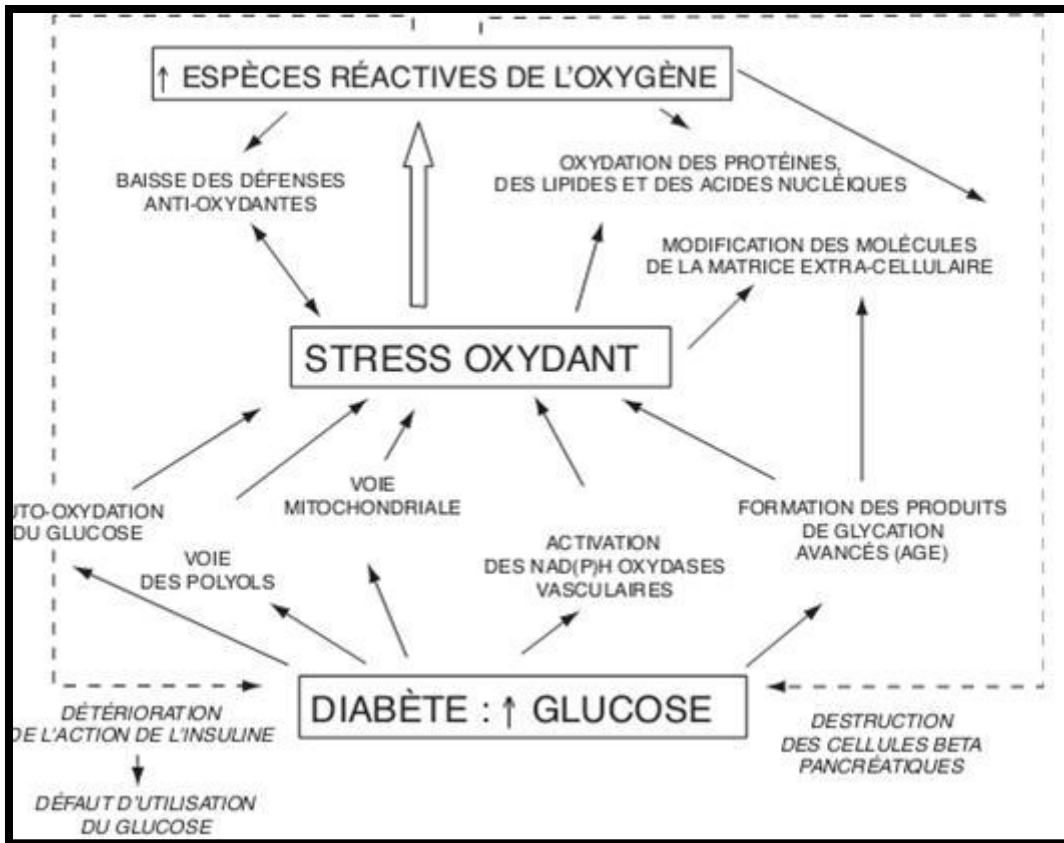 ↑ ESPÈCES RÉACTIVES DE L'OXYGÈNE
BAISSE DES DÉFENSES
ANTI-OXYDANTES
OXYDATION DES PROTÉINES,
DES LIPIDES ET DES ACIDES NUCLÉIQUES
MODIFICATION DES MOLÉCULES
DE LA MATRICE EXTRA-CELLULAIRE
STRESS OXYDANT
UTO-OXYDATION
DU GLUCOSE
VOIE
DES POLYOLS
VOIE
MITOCHONDRIALE
ACTIVATION
DES NAD(P)H OXYDASES
VASCULAIRES
FORMATION DES PRODUITS
DE GLYCATION
AVANCÉS (AGE)
DIABÈTE : ↑ GLUCOSE
DÉTÉRIORATION
DE L'ACTION DE L'INSULINE
DÉFAUT D'UTILISATION
DU GLUCOSE
DESTRUCTION
DES CELLULES BETA
PANCRÉATIQUES